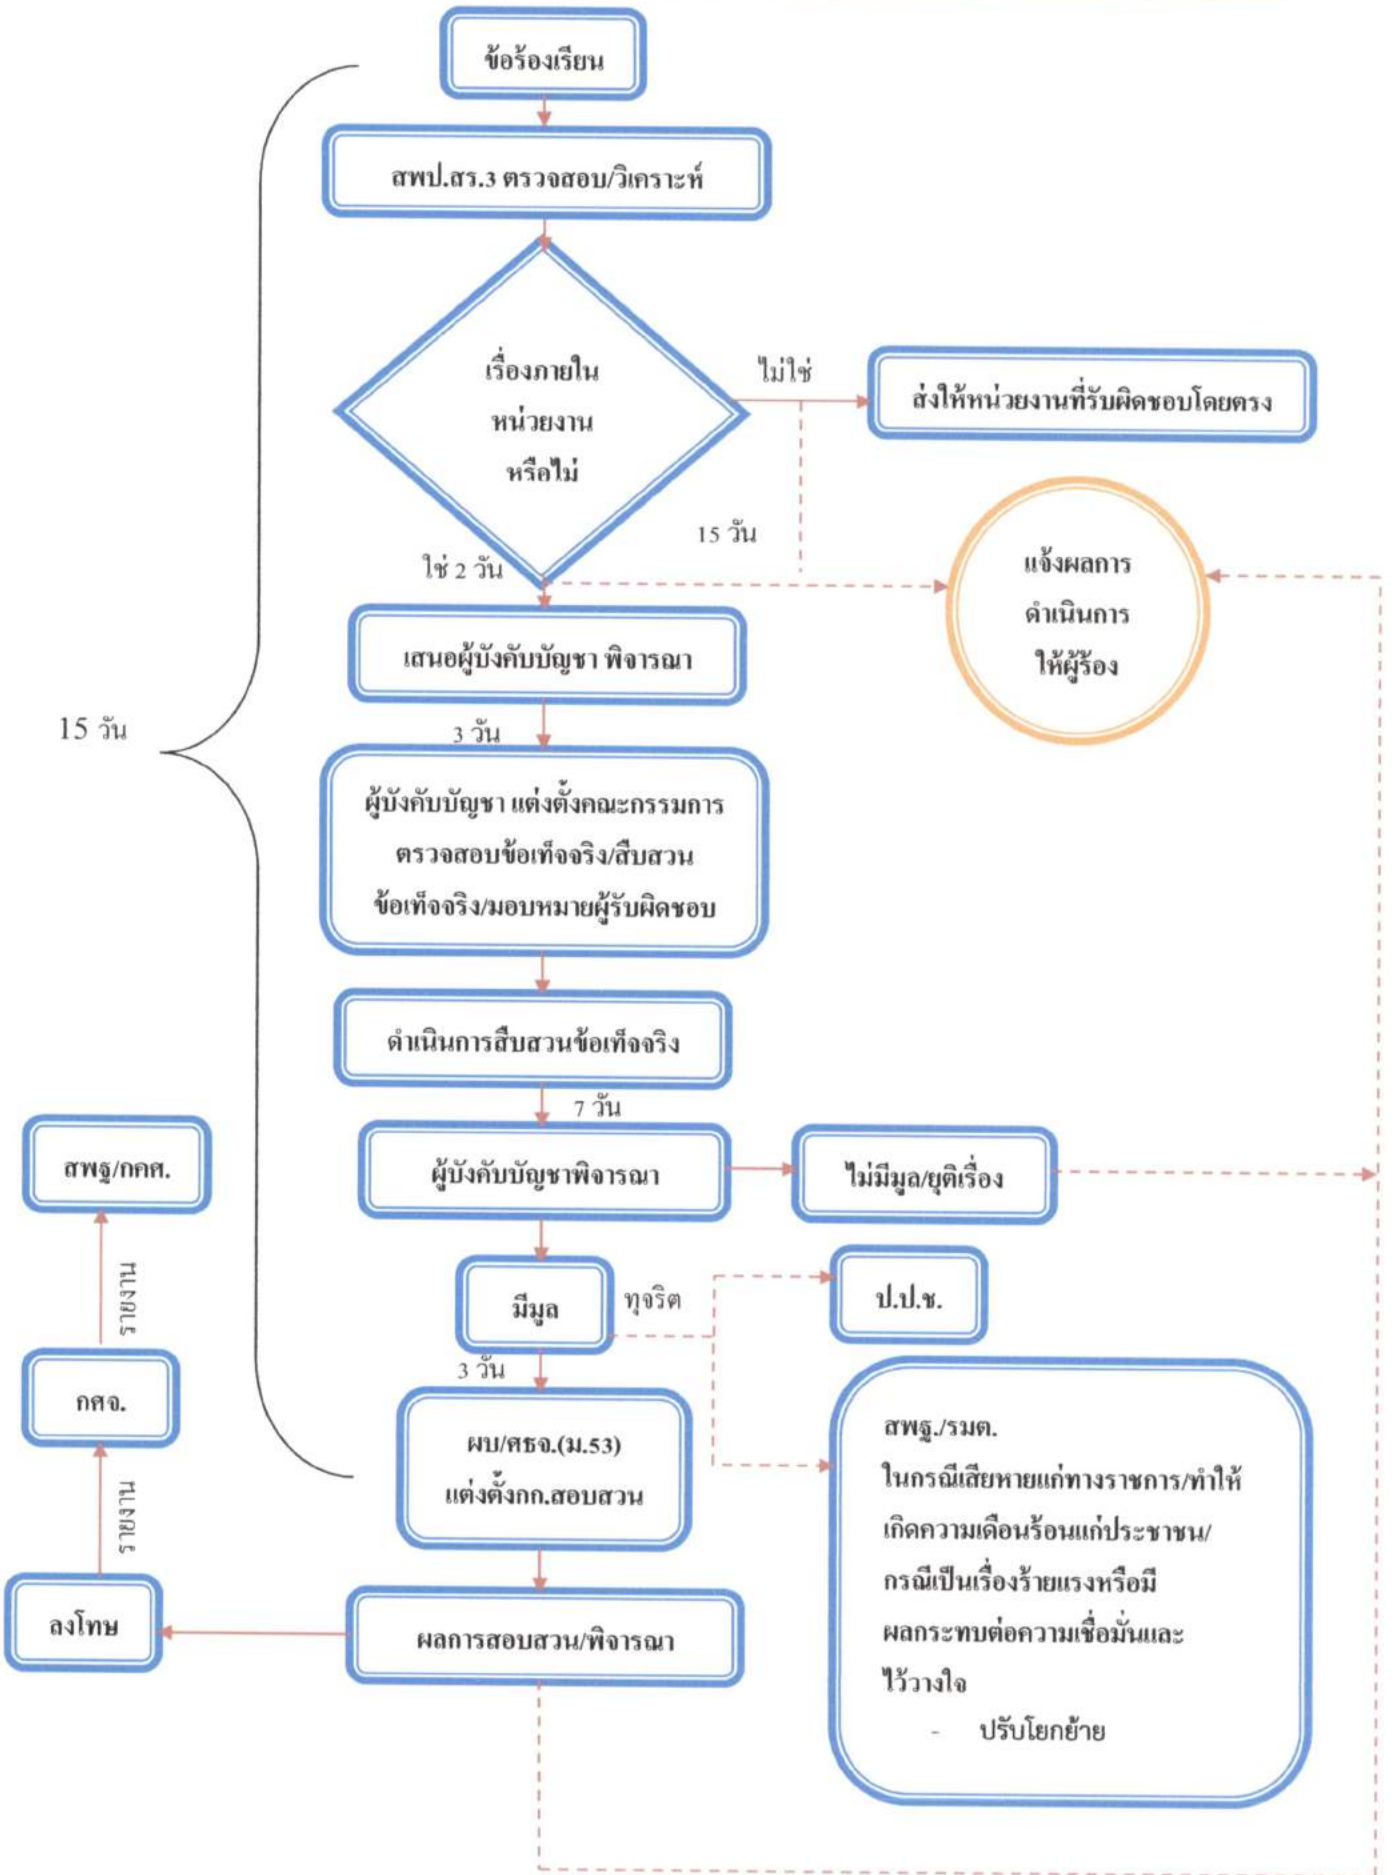 ข้อร้องเรียน
สพป.สร.3 ตรวจสอบ/วิเคราะห์
เรื่องภายใน
หน่วยงาน
หรือไม่
ไม่ใช่
ส่งให้หน่วยงานที่รับผิดชอบโดยตรง
15 วัน
ใช่ 2 วัน
แจ้งผลการ
ดำเนินการ
ให้ผู้ร้อง
เสนอผู้บังคับบัญชา พิจารณา
15 วัน
3 วัน
ผู้บังคับบัญชา แต่งตั้งคณะกรรมการ
ตรวจสอบข้อเท็จจริง/สืบสวน
ข้อเท็จจริง/มอบหมายผู้รับผิดชอบ
ดำเนินการสืบสวนข้อเท็จจริง
7 วัน
ผู้บังคับบัญชาพิจารณา
ไม่มีมูล/ยุติเรื่อง
สพฐ/กคศ.
รายงาน
มีมูล
ทุจริต
ป.ป.ช.
3 วัน
กศจ.
ผบ/ศธจ.(ม.53)
แต่งตั้งกก.สอบสวน
สพฐ./รมต.
ในกรณีเสียหายแก่ทางราชการ/ทำให้
เกิดความเดือนร้อนแก่ประชาชน/
กรณีเป็นเรื่องร้ายแรงหรือมี
ผลกระทบต่อความเชื่อมั่นและ
ไว้วางใจ
- ปรับโยกย้าย
รายงาน
ลงโทษ
ผลการสอบสวน/พิจารณา